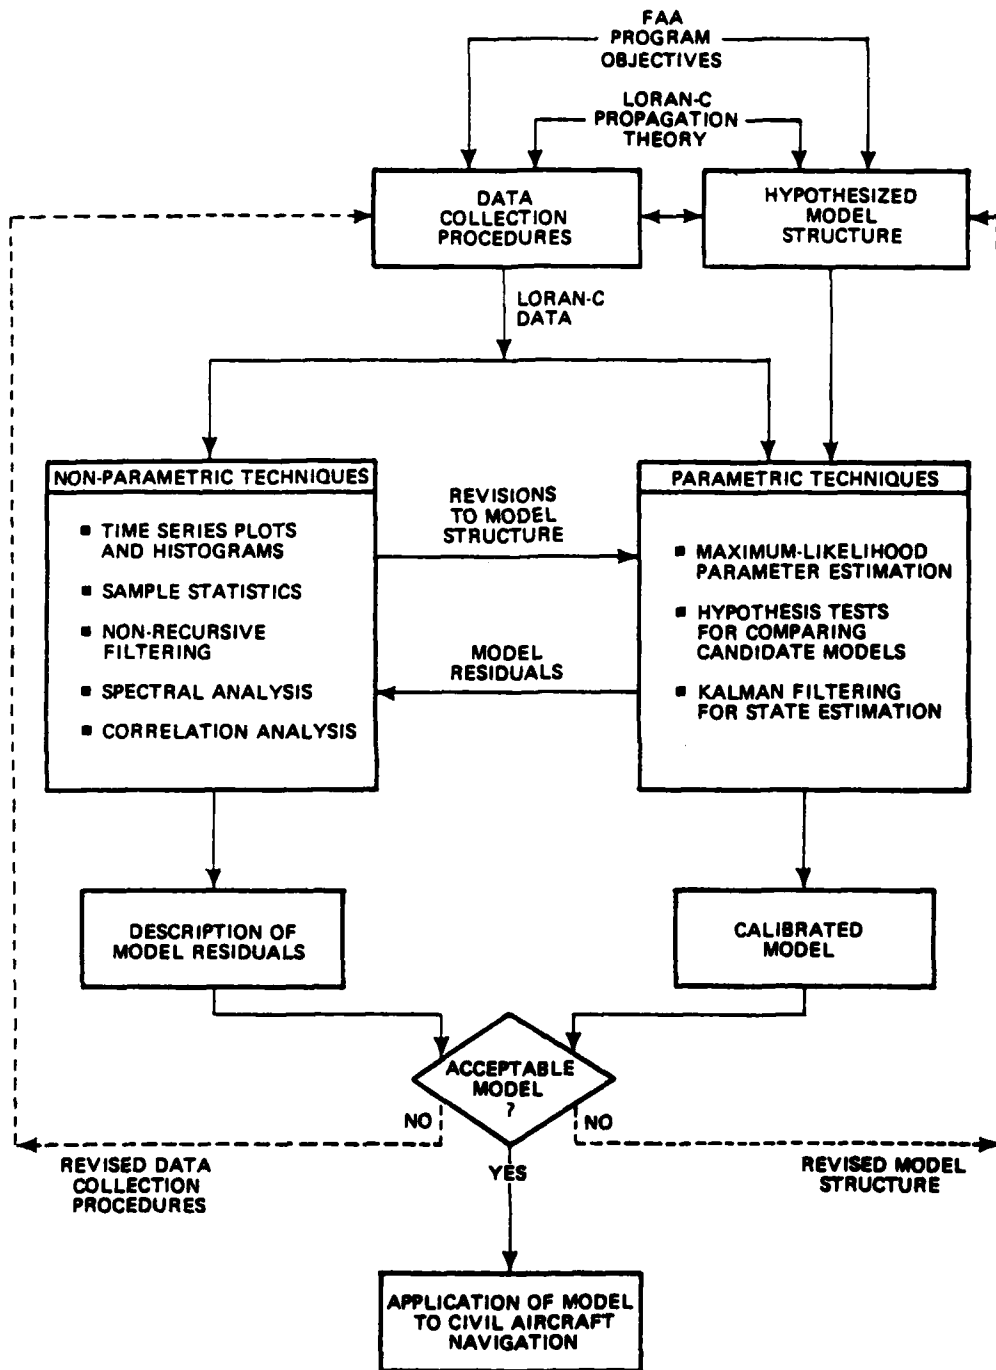 FAA
PROGRAM
OBJECTIVES
LORAN-C
PROPAGATION
THEORY
DATA
COLLECTION
PROCEDURES
HYPOTHESIZED
MODEL
STRUCTURE
LORAN-C
DATA
NON-PARAMETRIC TECHNIQUES
■ TIME SERIES PLOTS
AND HISTOGRAMS
■ SAMPLE STATISTICS
■ NON-RECURSIVE
FILTERING
■ SPECTRAL ANALYSIS
■ CORRELATION ANALYSIS
REVISIONS
TO MODEL
STRUCTURE
MODEL
RESIDUALS
PARAMETRIC TECHNIQUES
■ MAXIMUM-LIKELIHOOD
PARAMETER ESTIMATION
■ HYPOTHESIS TESTS
FOR COMPARING
CANDIDATE MODELS
■ KALMAN FILTERING
FOR STATE ESTIMATION
DESCRIPTION OF
MODEL RESIDUALS
CALIBRATED
MODEL
ACCEPTABLE
MODEL
?
NO
NO
REVISED DATA
COLLECTION
PROCEDURES
YES
REVISED MODEL
STRUCTURE
APPLICATION OF MODEL
TO CIVIL AIRCRAFT
NAVIGATION